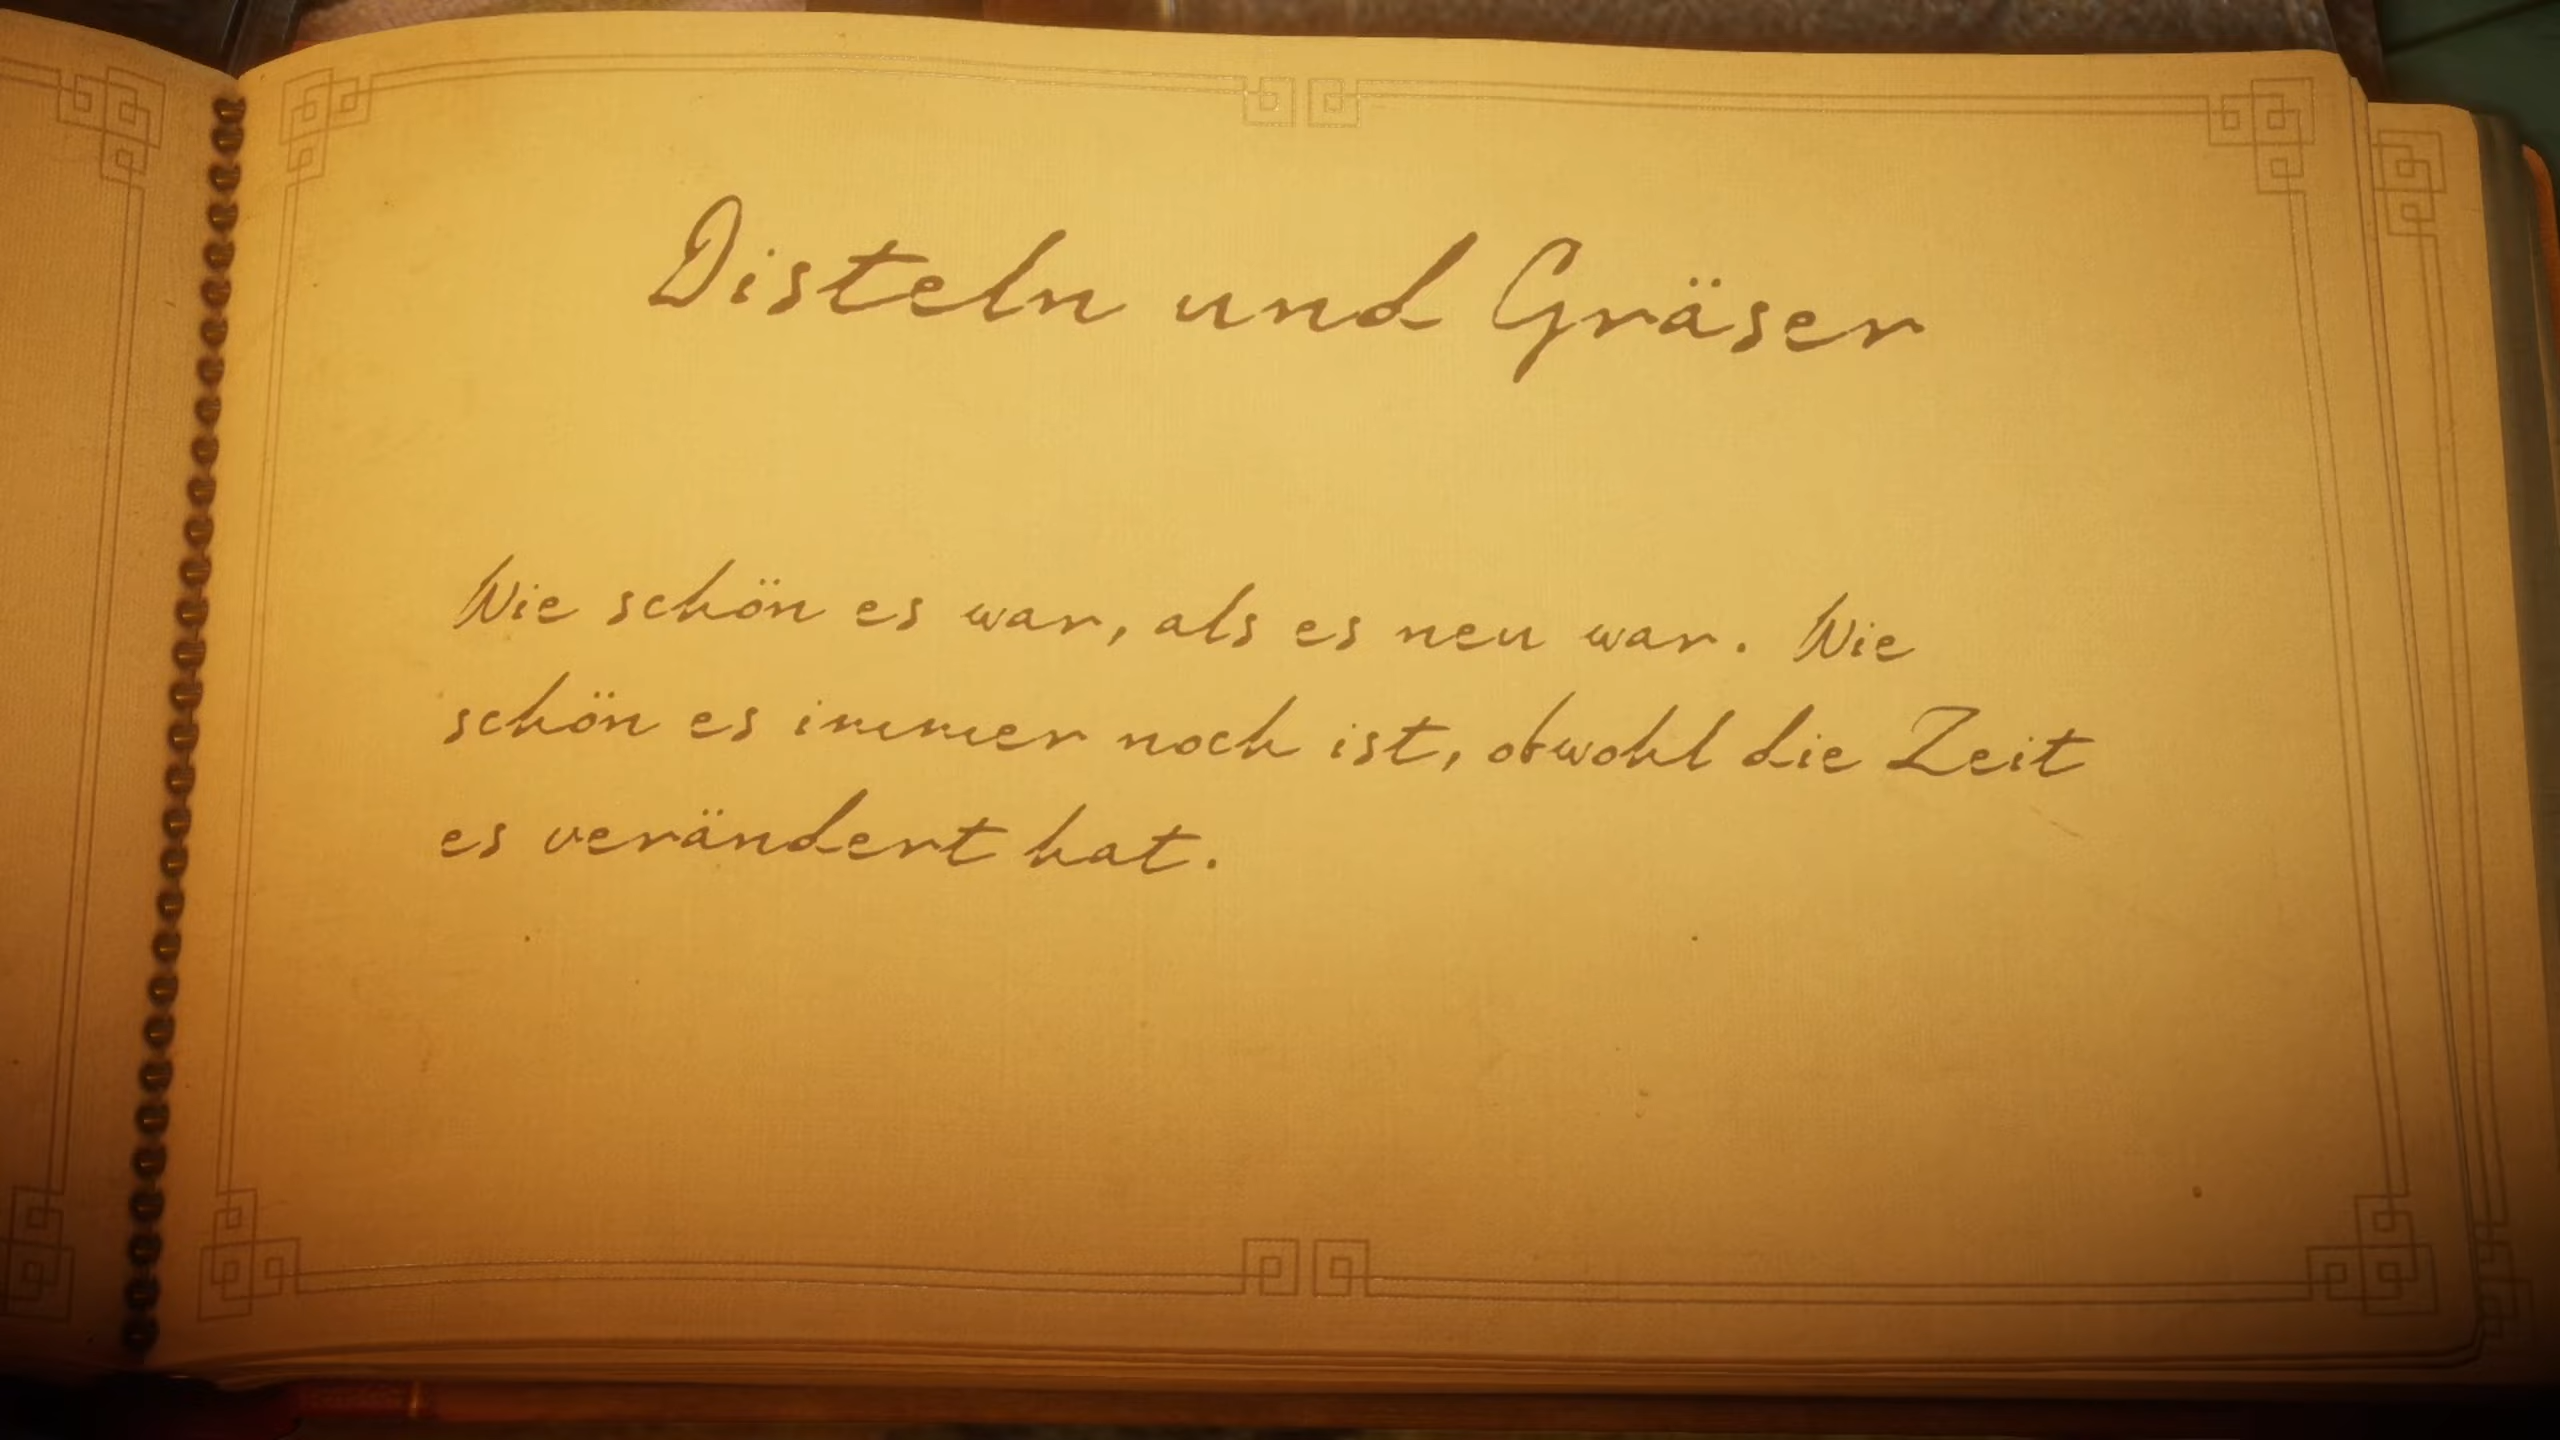 Disteln und Gräser
Wie schön es war, als es neu war. Wie
schön es immer noch ist, obwohl die Zeit
es verändert hat.